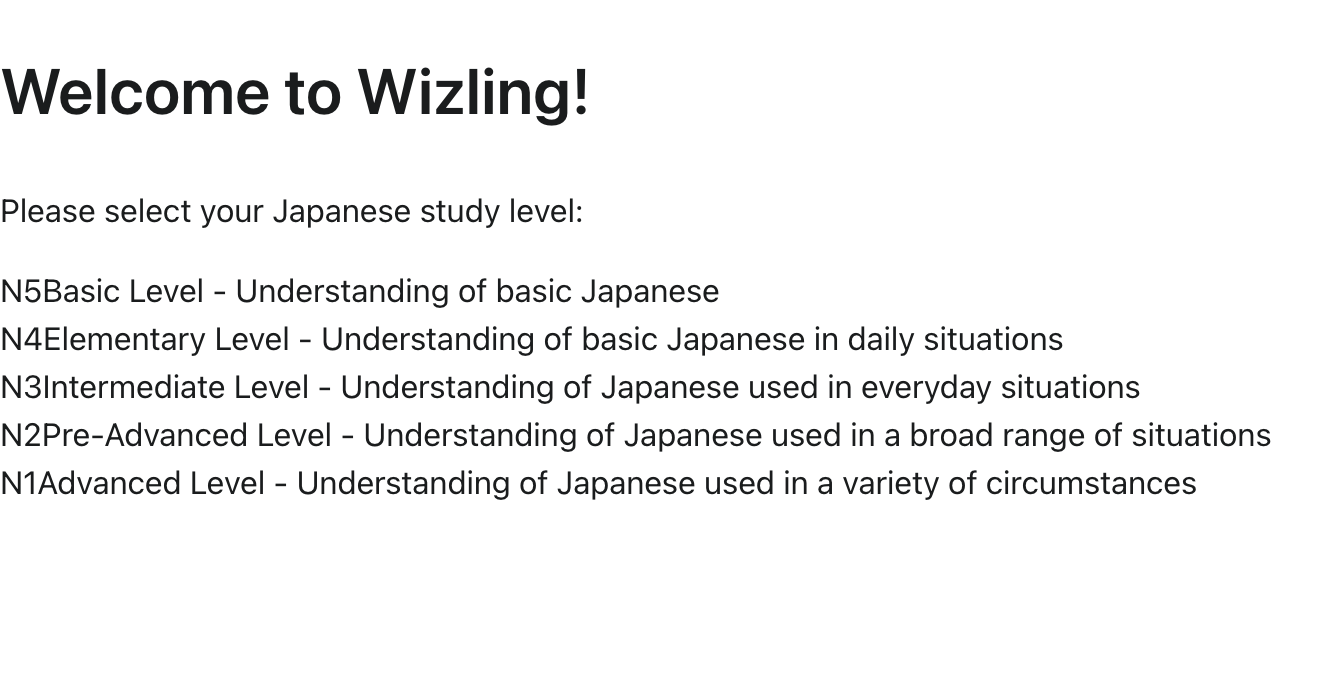 Welcome to Wizling!
Please select your Japanese study level:
N5Basic Level - Understanding of basic Japanese
N4Elementary Level - Understanding of basic Japanese in daily situations
N3Intermediate Level - Understanding of Japanese used in everyday situations
N2Pre-Advanced Level - Understanding of Japanese used in a broad range of situations
N1Advanced Level - Understanding of Japanese used in a variety of circumstances